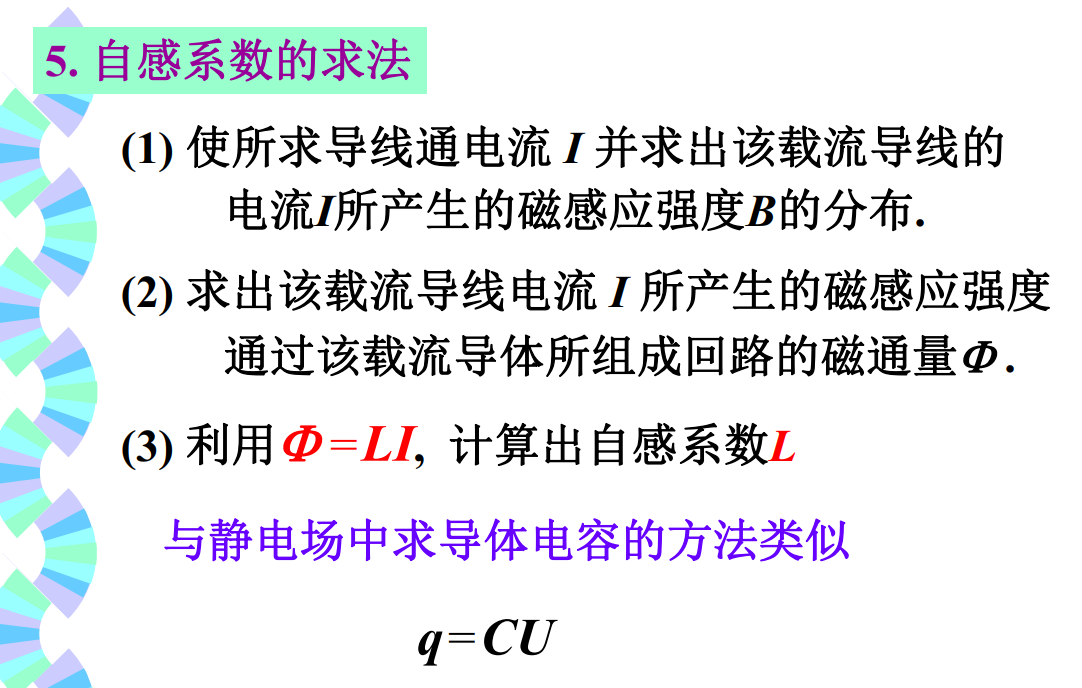 5. 自感系数的求法
(1) 使所求导线通电流 I 并求出该载流导线的
电流I所产生的磁感应强度B的分布.
(2) 求出该载流导线电流 I 所产生的磁感应强度
通过该载流导体所组成回路的磁通量Φ.
(3) 利用Φ=LI, 计算出自感系数L
与静电场中求导体电容的方法类似
q=CU